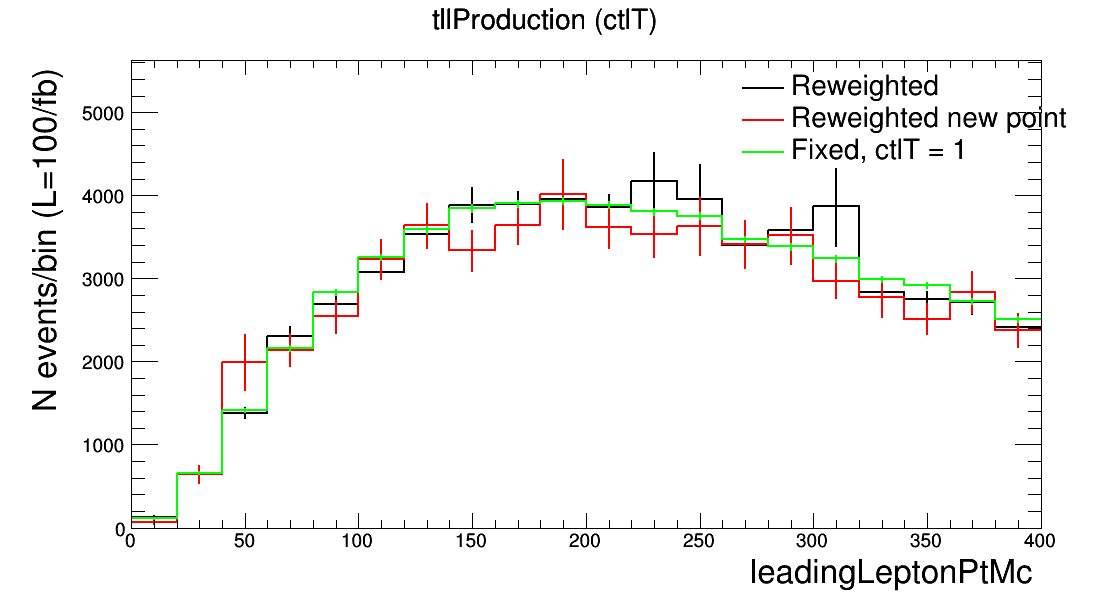 tllProduction (ctlT)
N events/bin (L=100/fb)
Reweighted
Reweighted new point
Fixed, ctlT = 1
5000
4000
3000
2000
1000
0
0 50 100 150 200 250 300 350 400
leadingLeptonPtMc